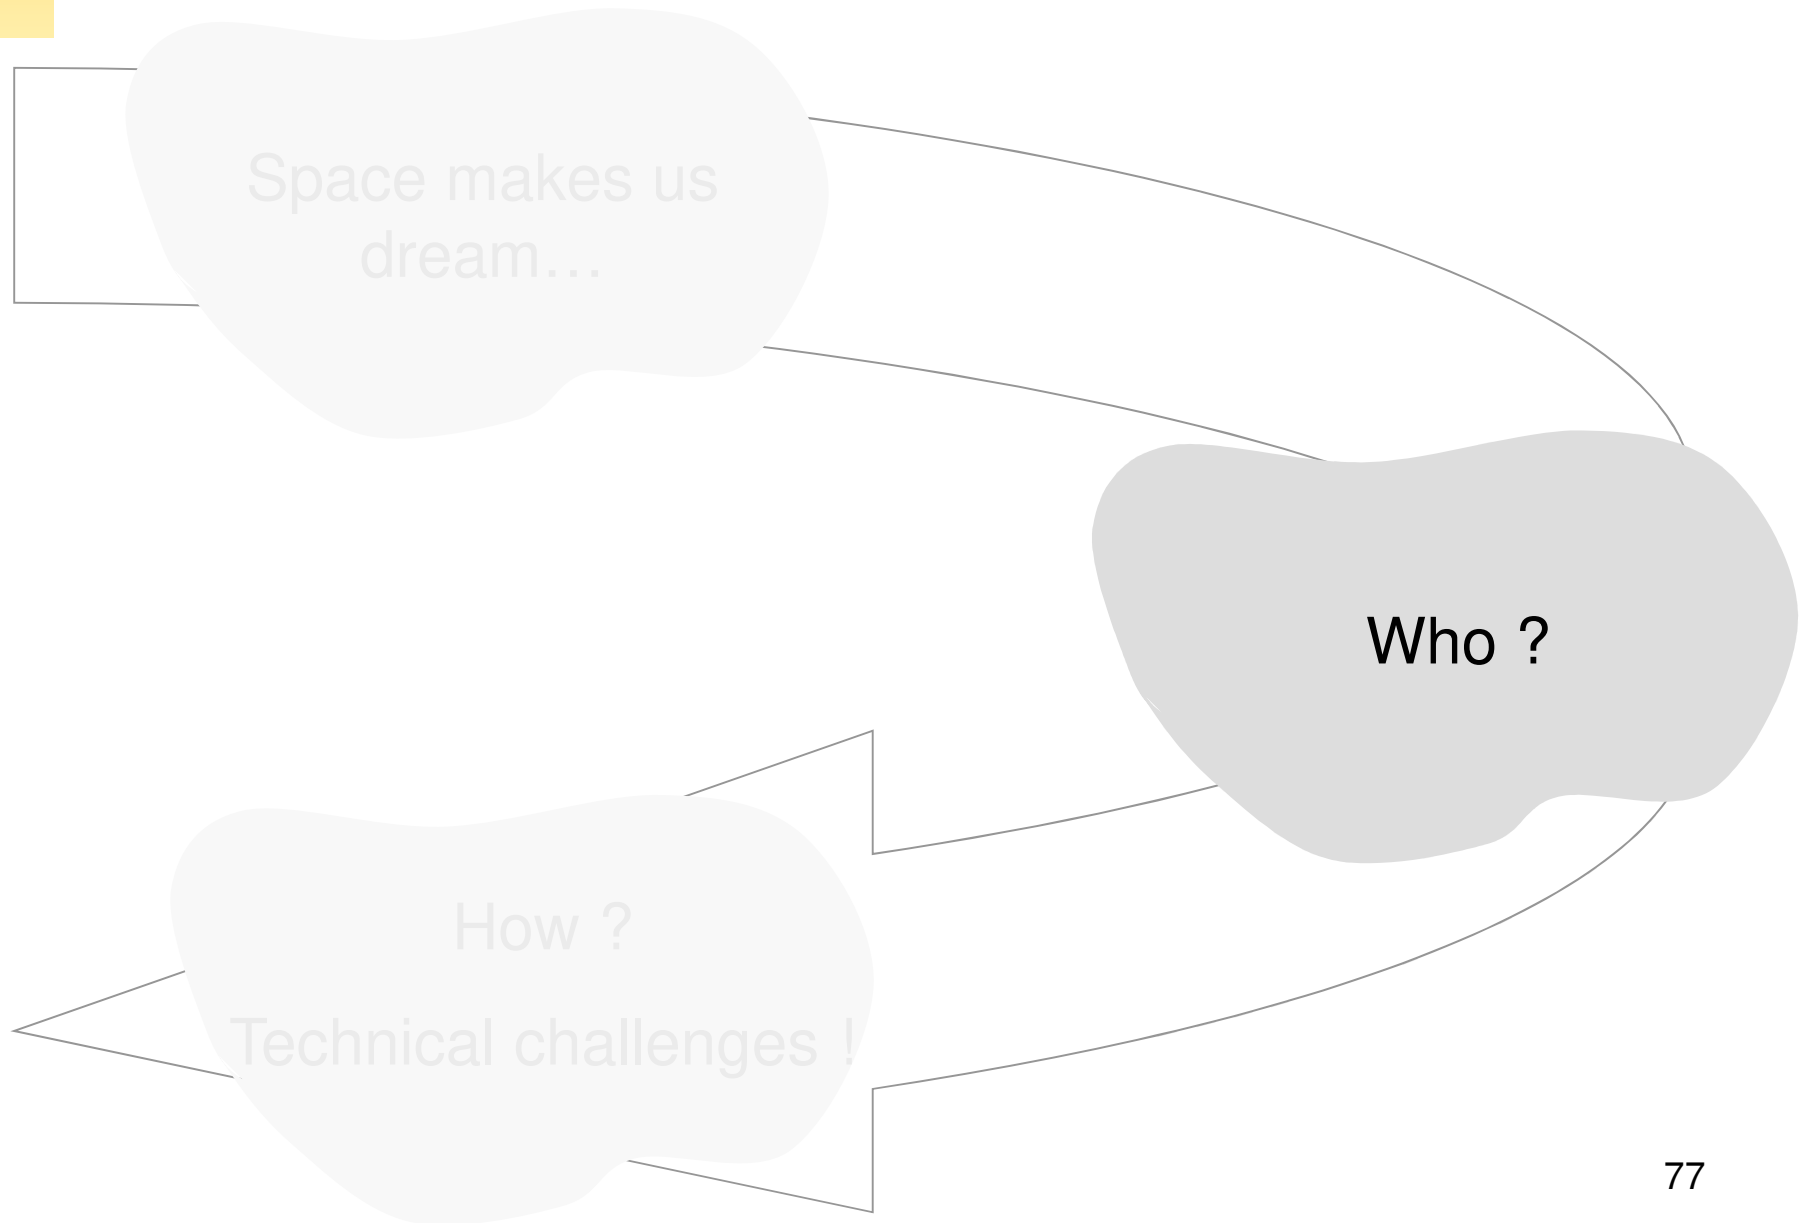 Space makes us
dream…
Who ?
How ?
Technical challenges !
77